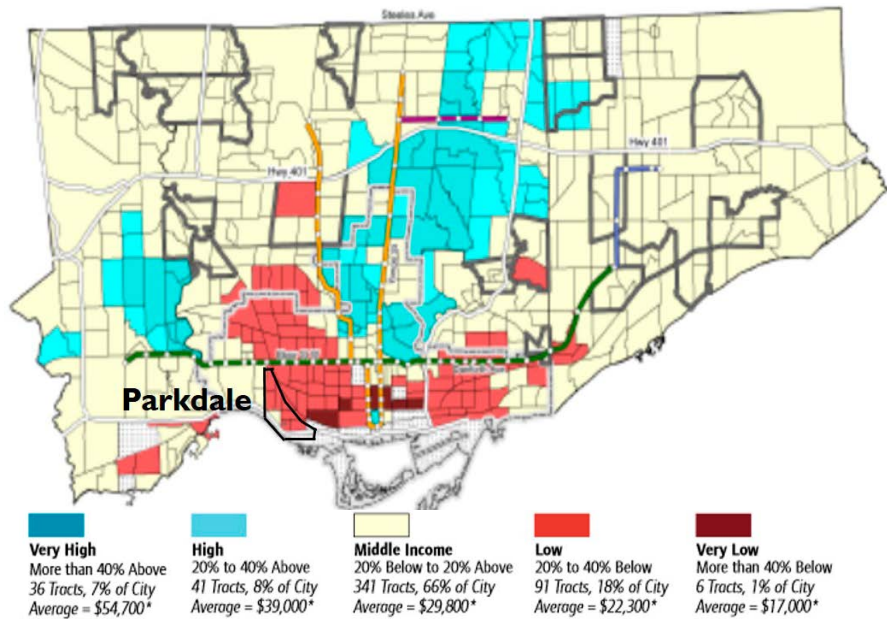 Steeles Ave
Hwy 401
Hwy 401
Danforth Ave
Parkdale
Very High
More than 40% Above
36 Tracts, 7% of City
Average = $54,700*
High
20% to 40% Above
41 Tracts, 8% of City
Average = $39,000*
Middle Income
20% Below to 20% Above
341 Tracts, 66% of City
Average = $29,800*
Low
20% to 40% Below
91 Tracts, 18% of City
Average = $22,300*
Very Low
More than 40% Below
6 Tracts, 1% of City
Average = $17,000*